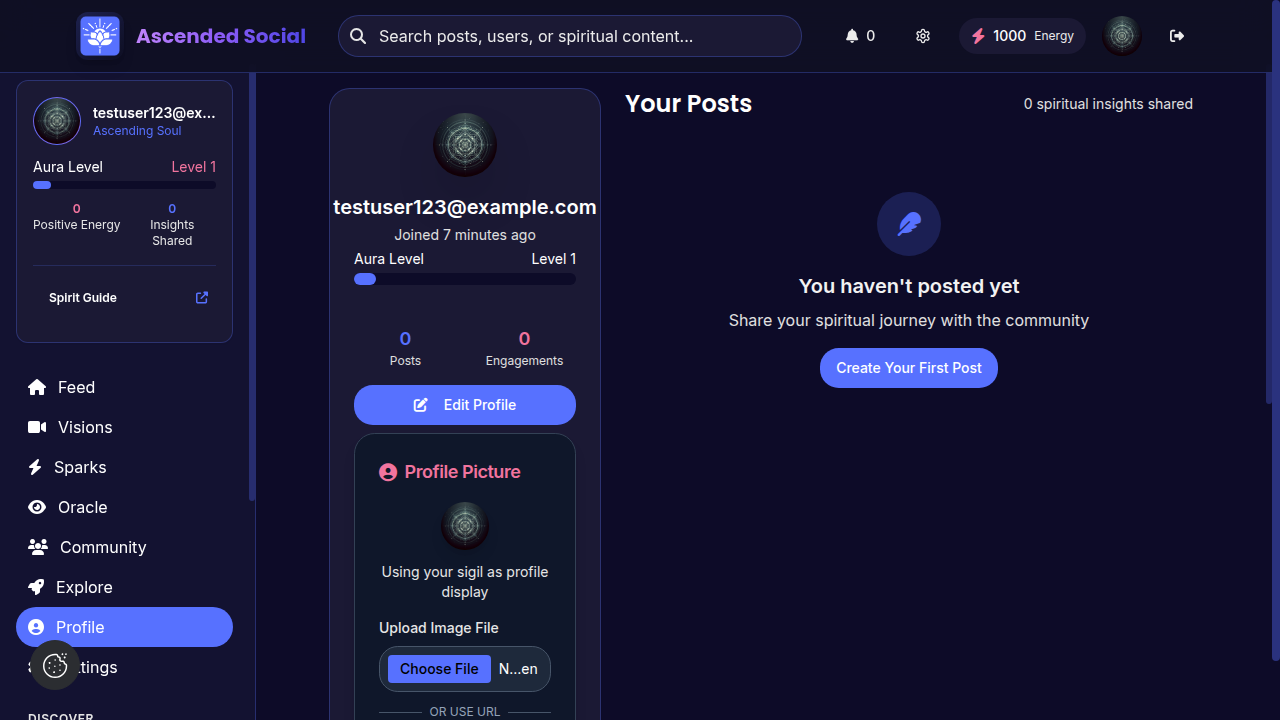 Ascended Social
Search posts, users, or spiritual content...
0
1000 Energy
testuser123@ex...
Ascending Soul
Aura Level
Level 1
0
Positive Energy
0
Insights
Shared
Spirit Guide
Feed
Visions
Sparks
Oracle
Community
Explore
Profile
ttings
DISCOVER
testuser123@example.com
Joined 7 minutes ago
Aura Level
Level 1
0
Posts
0
Engagements
Edit Profile
Profile Picture
Using your sigil as profile
display
Upload Image File
Choose File N...en
OR USE URL
Your Posts
0 spiritual insights shared
You haven't posted yet
Share your spiritual journey with the community
Create Your First Post